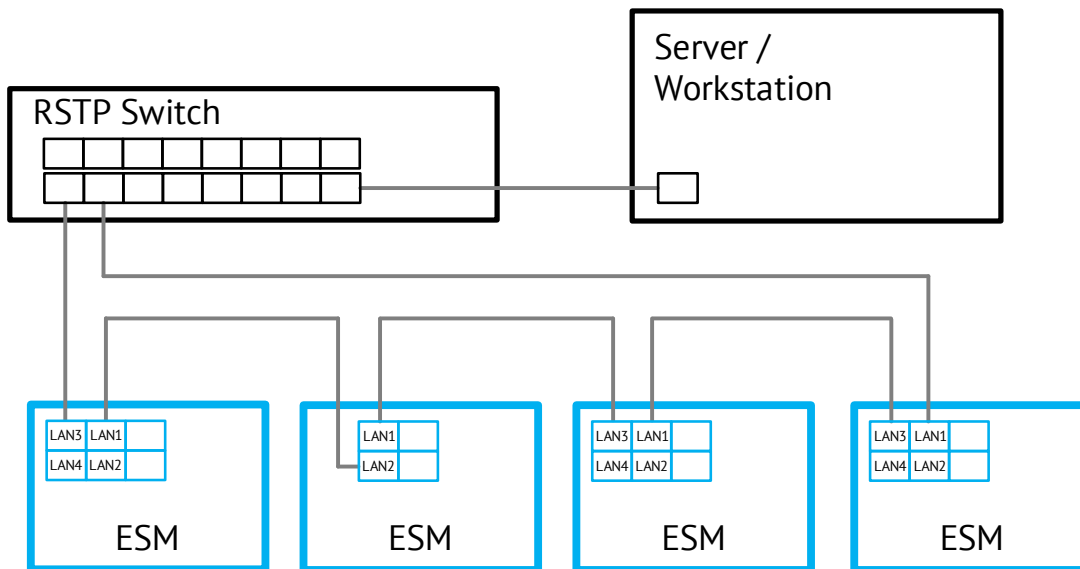 Server /
Workstation
RSTP Switch
LAN3 LAN1
LAN4 LAN2
ESM
LAN1
LAN2
ESM
LAN3 LAN1
LAN4 LAN2
ESM
LAN3 LAN1
LAN4 LAN2
ESM